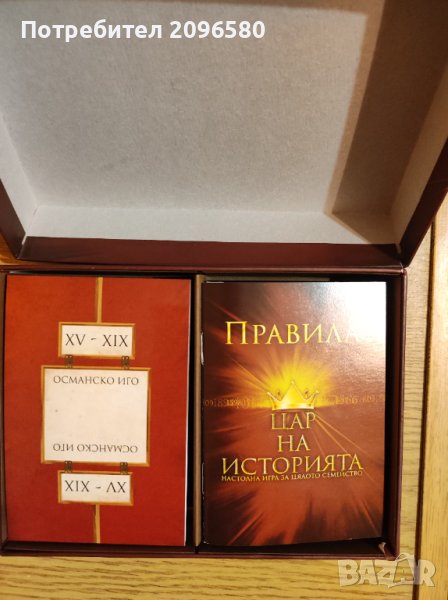 Потребител 2096580
XV - XIX
ОСМАНСКО ИГО
ОСМАНСКО ИГО
XV - XIX
ПРАВИЛА
ЦАР
НА
ИСТОРИЯТА
НАСТОЛНА ИГРА ЗА ЦЯЛОТО СЕМЕЙСТВО
BAZAR